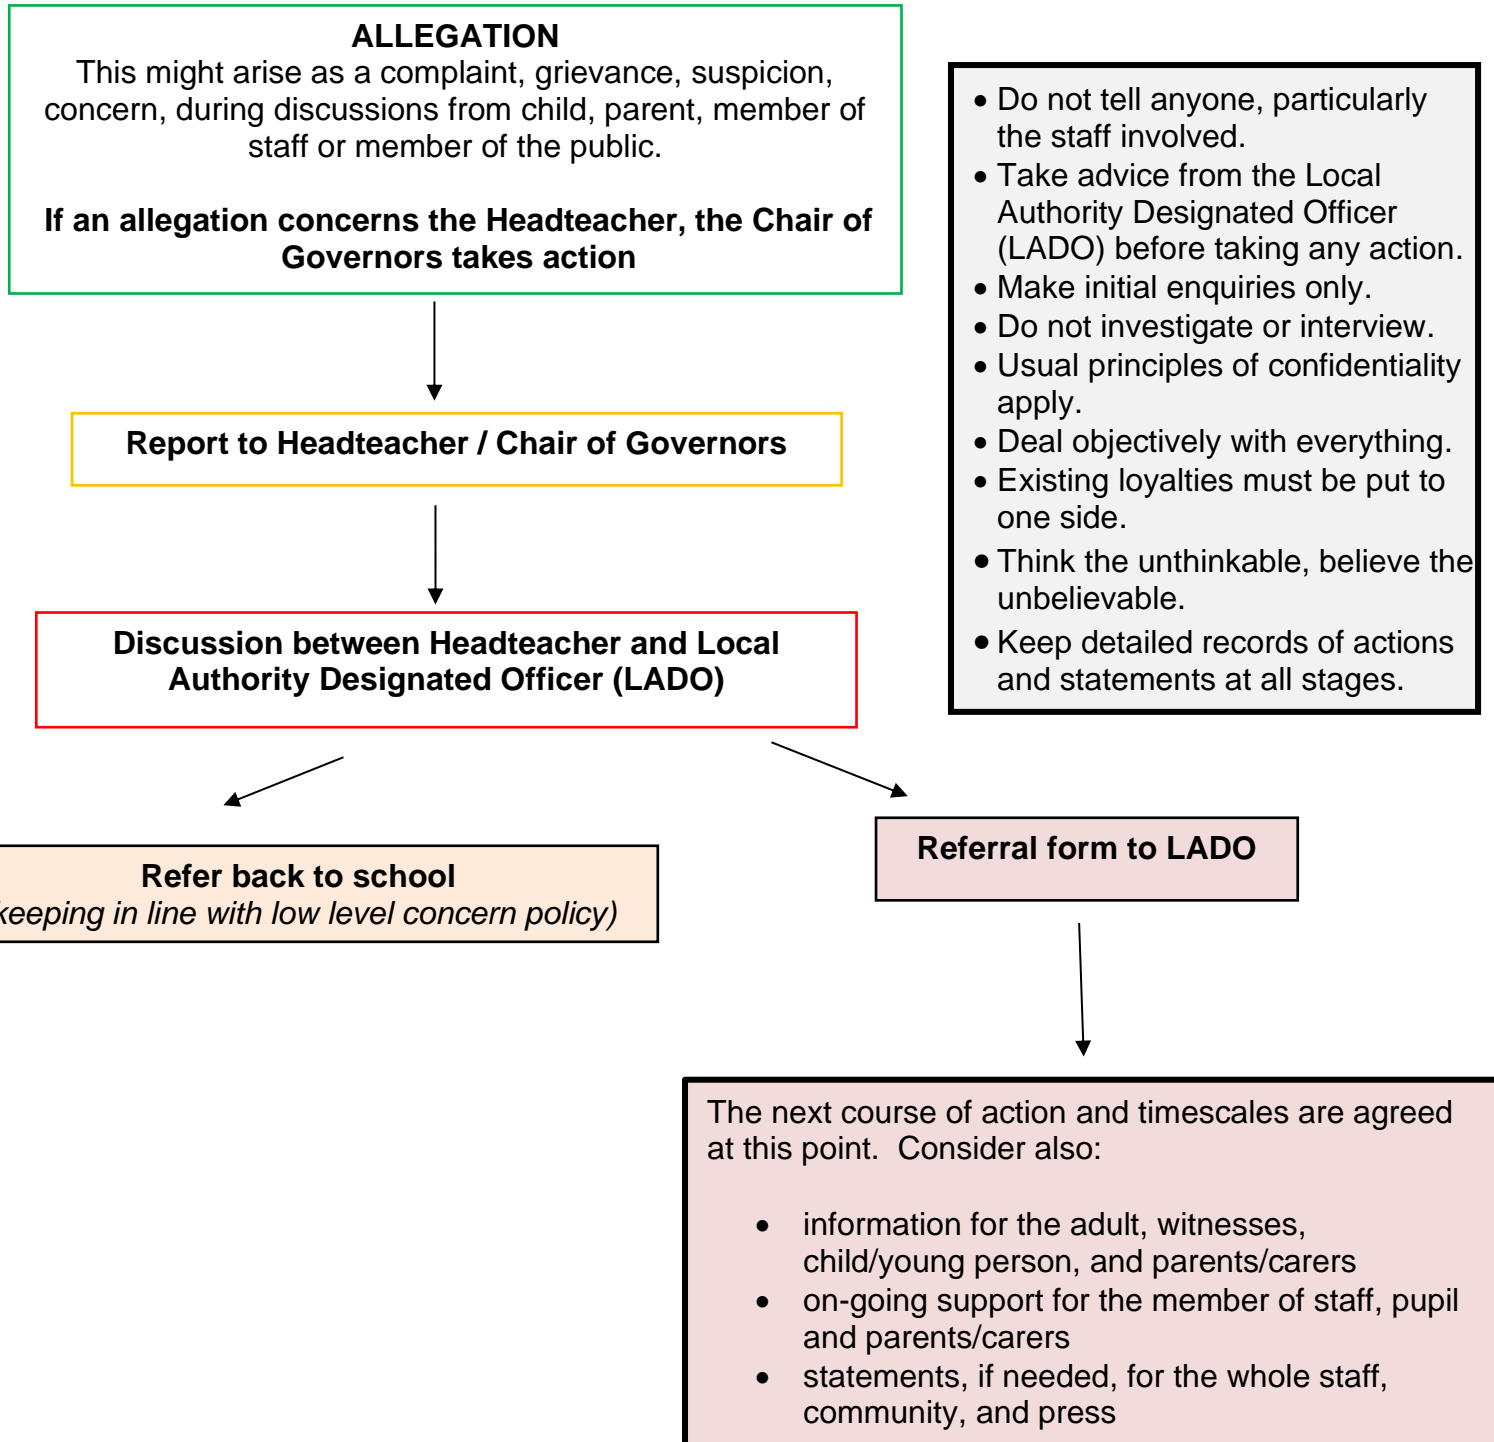 ALLEGATION
This might arise as a complaint, grievance, suspicion,
concern, during discussions from child, parent, member of
staff or member of the public.
If an allegation concerns the Headteacher, the Chair of
Governors takes action
• Do not tell anyone, particularly
the staff involved.
• Take advice from the Local
Authority Designated Officer
(LADO) before taking any action.
• Make initial enquiries only.
• Do not investigate or interview.
• Usual principles of confidentiality
apply.
• Deal objectively with everything.
• Existing loyalties must be put to
one side.
• Think the unthinkable, believe the
unbelievable.
• Keep detailed records of actions
and statements at all stages.
Report to Headteacher / Chair of Governors
Discussion between Headteacher and Local
Authority Designated Officer (LADO)
Refer back to school
keeping in line with low level concern policy)
Referral form to LADO
The next course of action and timescales are agreed
at this point.  Consider also:
• information for the adult, witnesses,
child/young person, and parents/carers
• on-going support for the member of staff, pupil
and parents/carers
• statements, if needed, for the whole staff,
community, and press